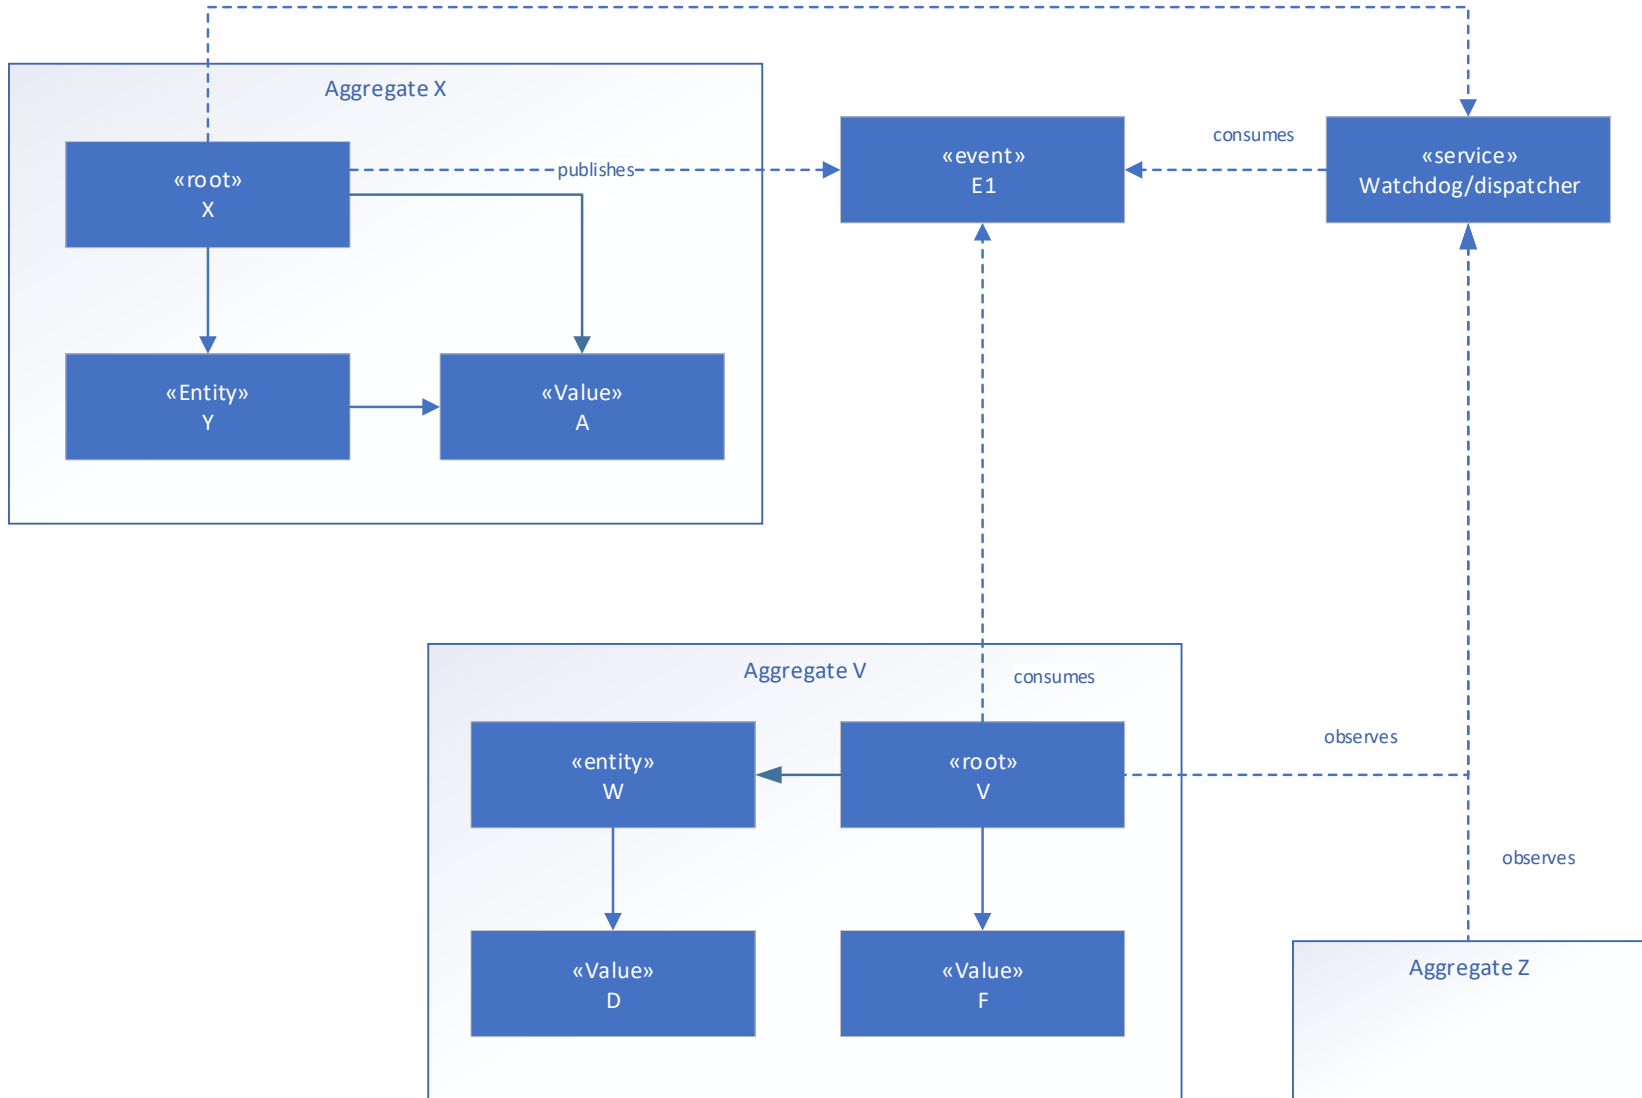 Aggregate X
«root»
X
publishes
«event»
E1
consumes
«service»
Watchdog/dispatcher
«Entity»
Y
«Value»
A
Aggregate V
consumes
«entity»
W
«root»
V
observes
observes
«Value»
D
«Value»
F
Aggregate Z